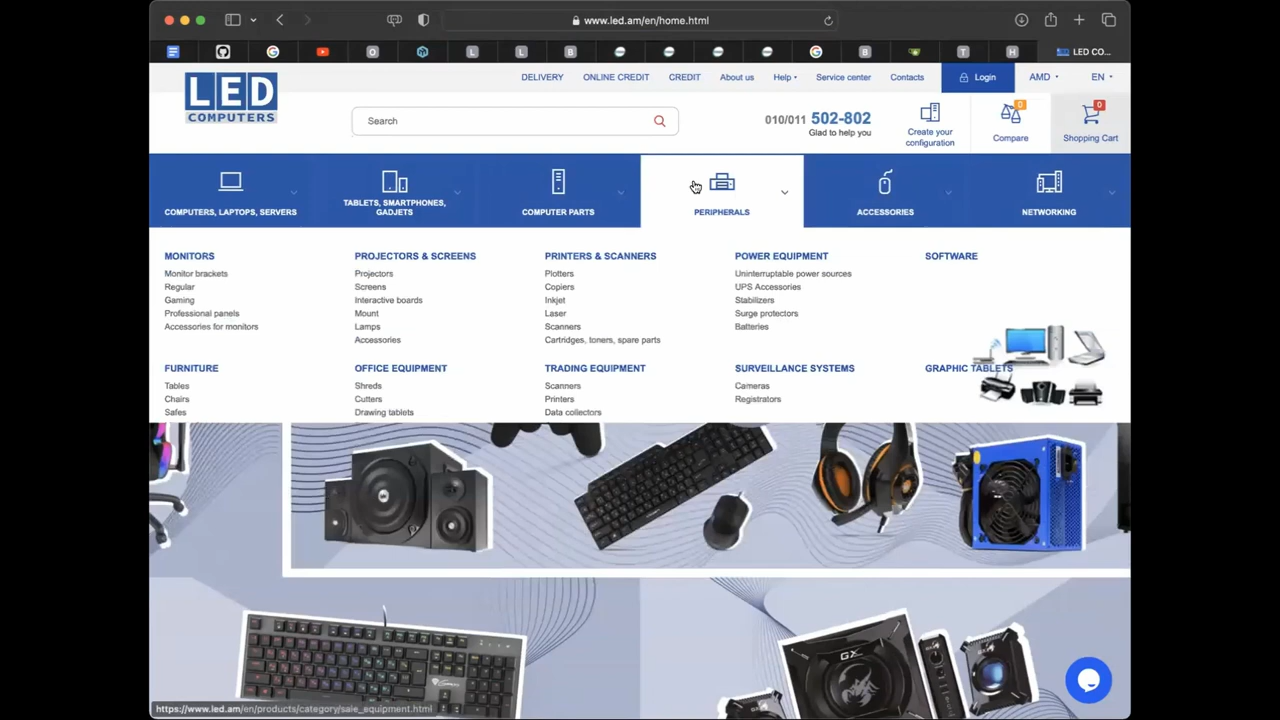 www.led.am/en/home.html
LED CO...
DELIVERY ONLINE CREDIT CREDIT About us Help Service center Contacts Login AMD EN
LED
COMPUTERS
Search
010/011 502-802
Glad to help you
Create your
configuration
0
Compare
0
Shopping Cart
COMPUTERS, LAPTOPS, SERVERS
TABLETS, SMARTPHONES,
GADJETS
COMPUTER PARTS
PERIPHERALS
ACCESSORIES
NETWORKING
MONITORS
Monitor brackets
Regular
Gaming
Professional panels
Accessories for monitors
PROJECTORS & SCREENS
Projectors
Screens
Interactive boards
Mount
Lamps
Accessories
PRINTERS & SCANNERS
Plotters
Copiers
Inkjet
Laser
Scanners
Cartridges, toners, spare parts
POWER EQUIPMENT
Uninterruptable power sources
UPS Accessories
Stabilizers
Surge protectors
Batteries
SOFTWARE
FURNITURE
Tables
Chairs
Safes
OFFICE EQUIPMENT
Shreds
Cutters
Drawing tablets
TRADING EQUIPMENT
Scanners
Printers
Data collectors
SURVEILLANCE SYSTEMS
Cameras
Registrators
GRAPHIC TABLETS
GX
https://www.led.am/en/products/category/sale_equipment.html